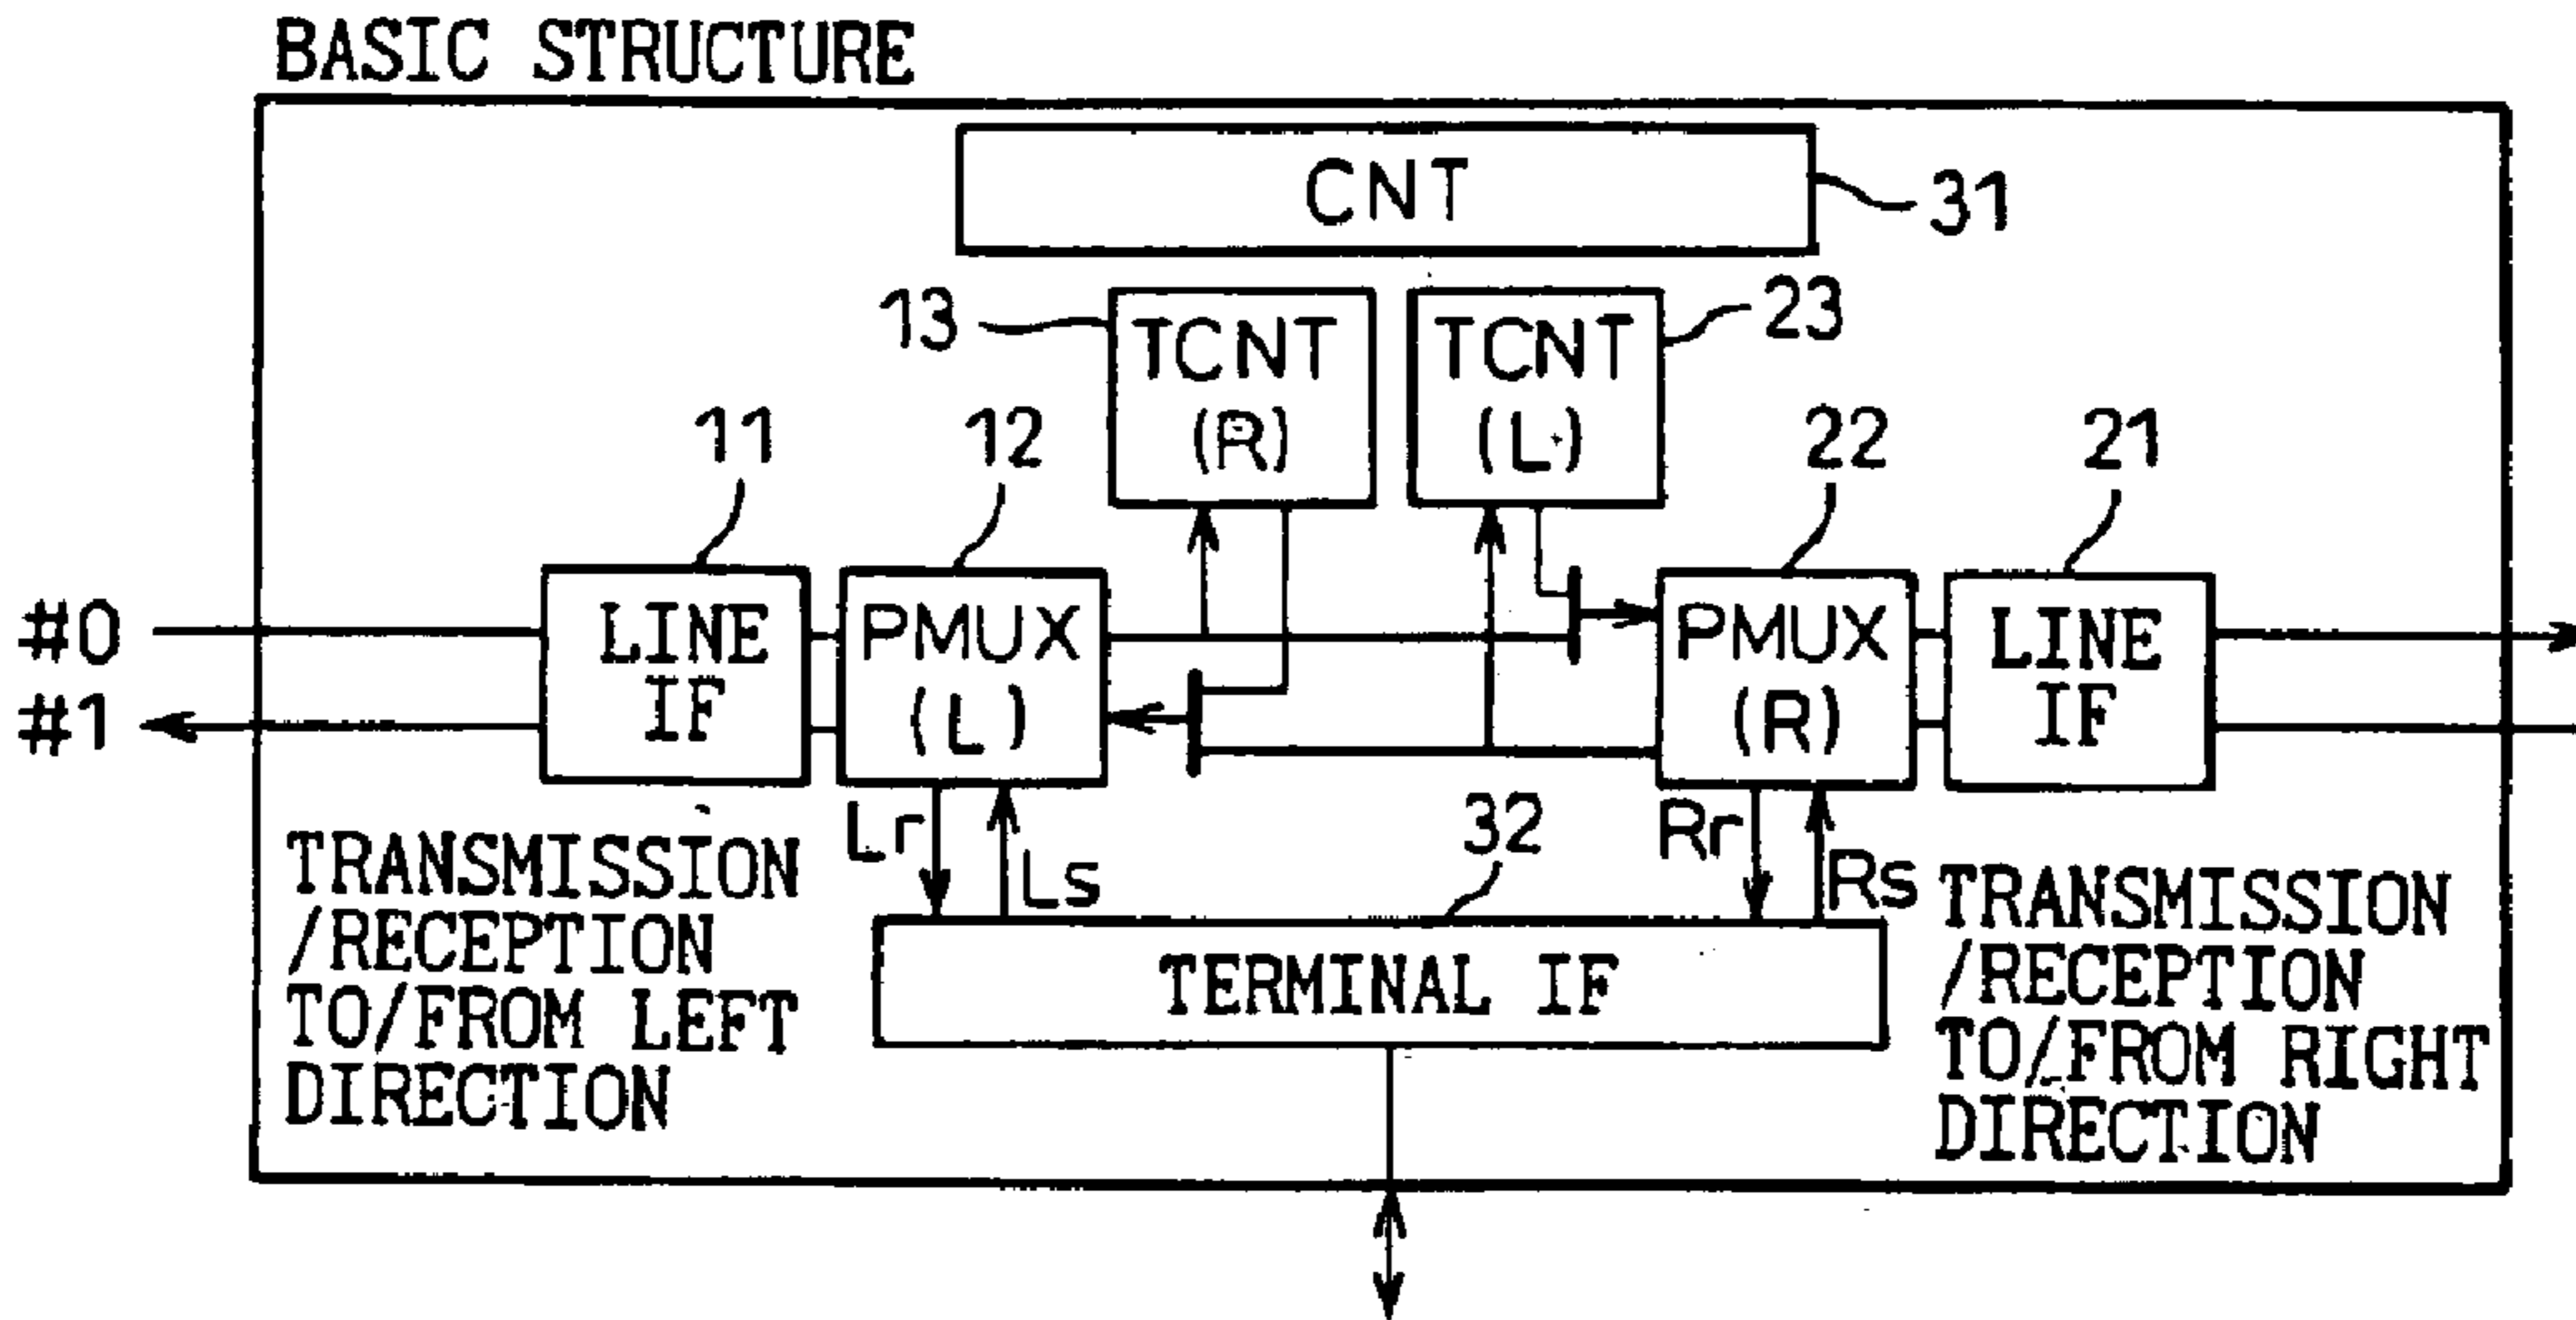 BASIC STRUCTURE
CNT
31
13
TCNT
(R)
TCNT
(L)
23
11
12
22
21
#0
#1
LINE
IF
PMUX
(L)
PMUX
(R)
LINE
IF
Lr
Ls
32
Rr
Rs
TERMINAL IF
TRANSMISSION
/RECEPTION
TO/FROM LEFT
DIRECTION
TRANSMISSION
/RECEPTION
TO/FROM RIGHT
DIRECTION